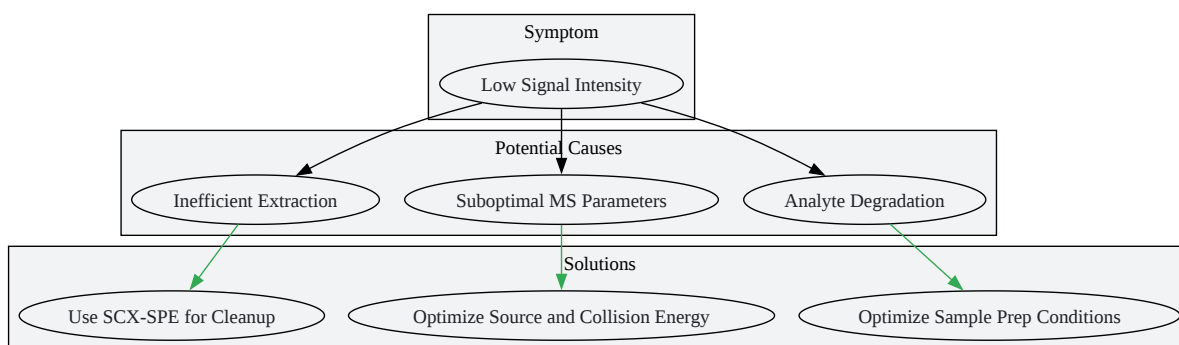 Symptom
Low Signal Intensity
Potential Causes
Inefficient Extraction
Suboptimal MS Parameters
Analyte Degradation
Solutions
Use SCX-SPE for Cleanup
Optimize Source and Collision Energy
Optimize Sample Prep Conditions